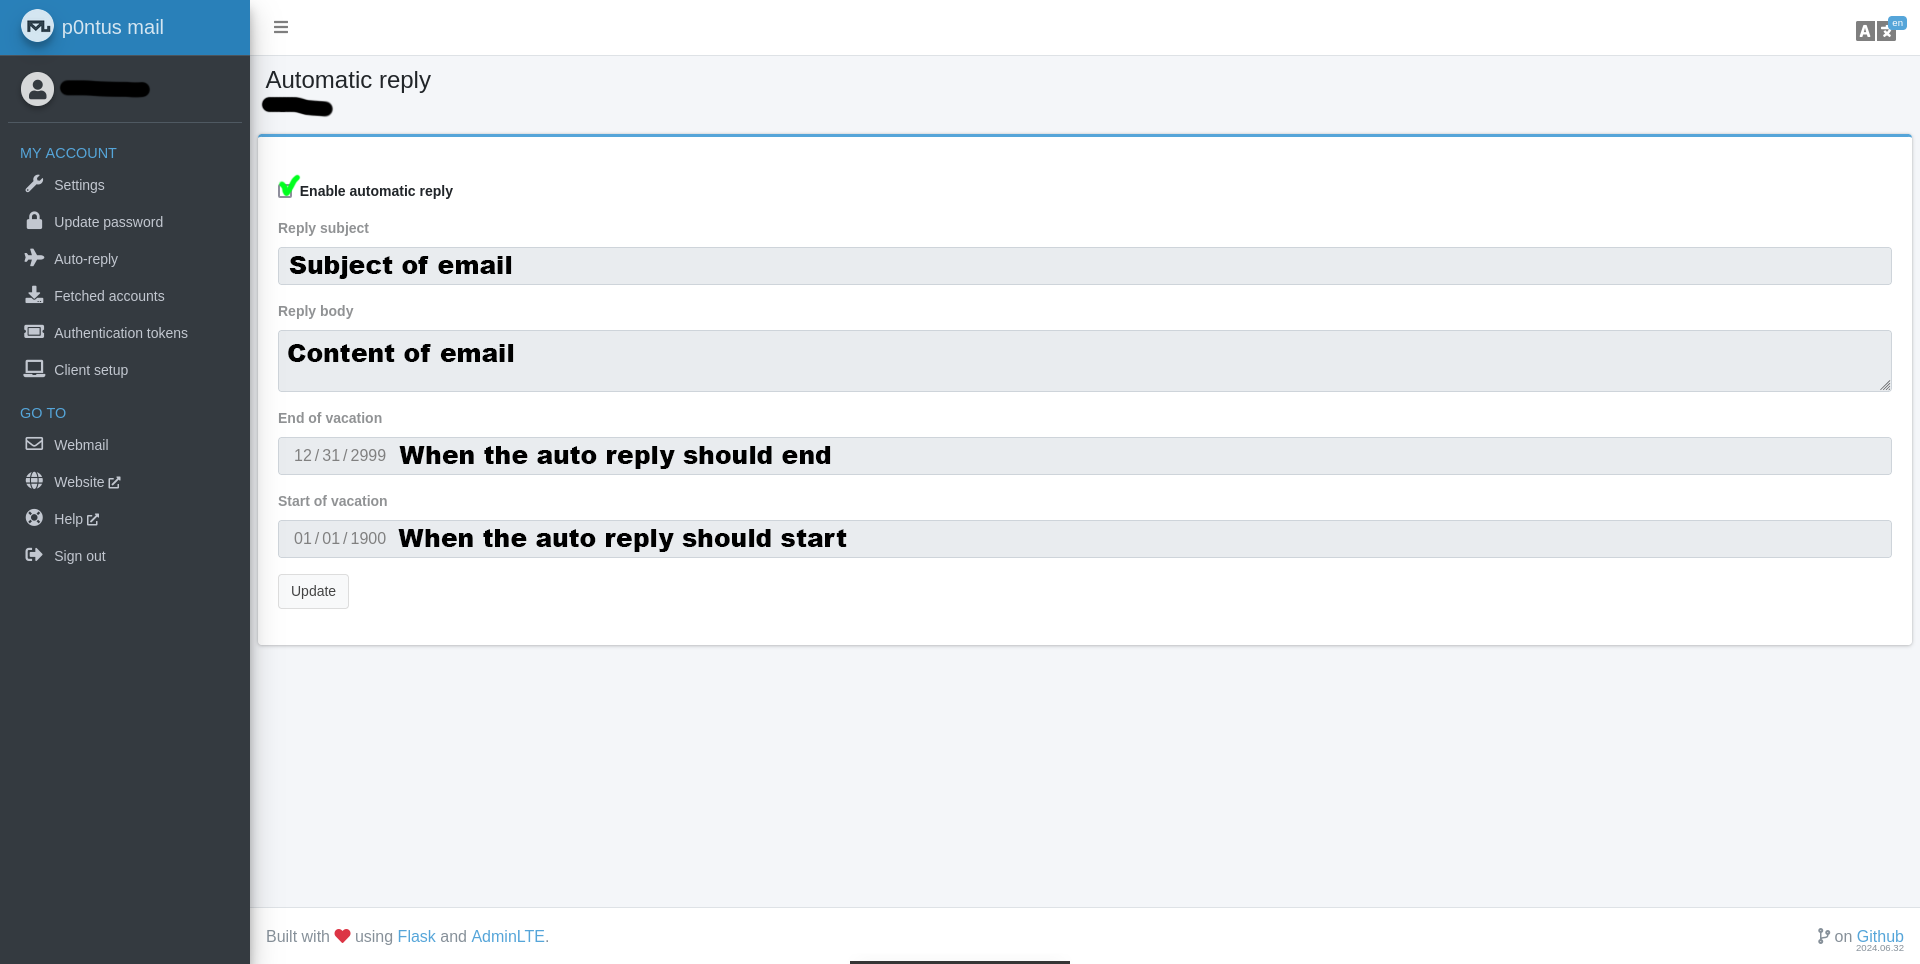 p0ntus mail
en
MY ACCOUNT
Settings
Update password
Auto-reply
Fetched accounts
Authentication tokens
Client setup
GO TO
Webmail
Website
Help
Sign out
Automatic reply
Enable automatic reply
Reply subject
Subject of email
Reply body
Content of email
End of vacation
12/31/2999 When the auto reply should end
Start of vacation
01/01/1900 When the auto reply should start
Update
Built with using Flask and AdminLTE.
on Github
2024.06.32